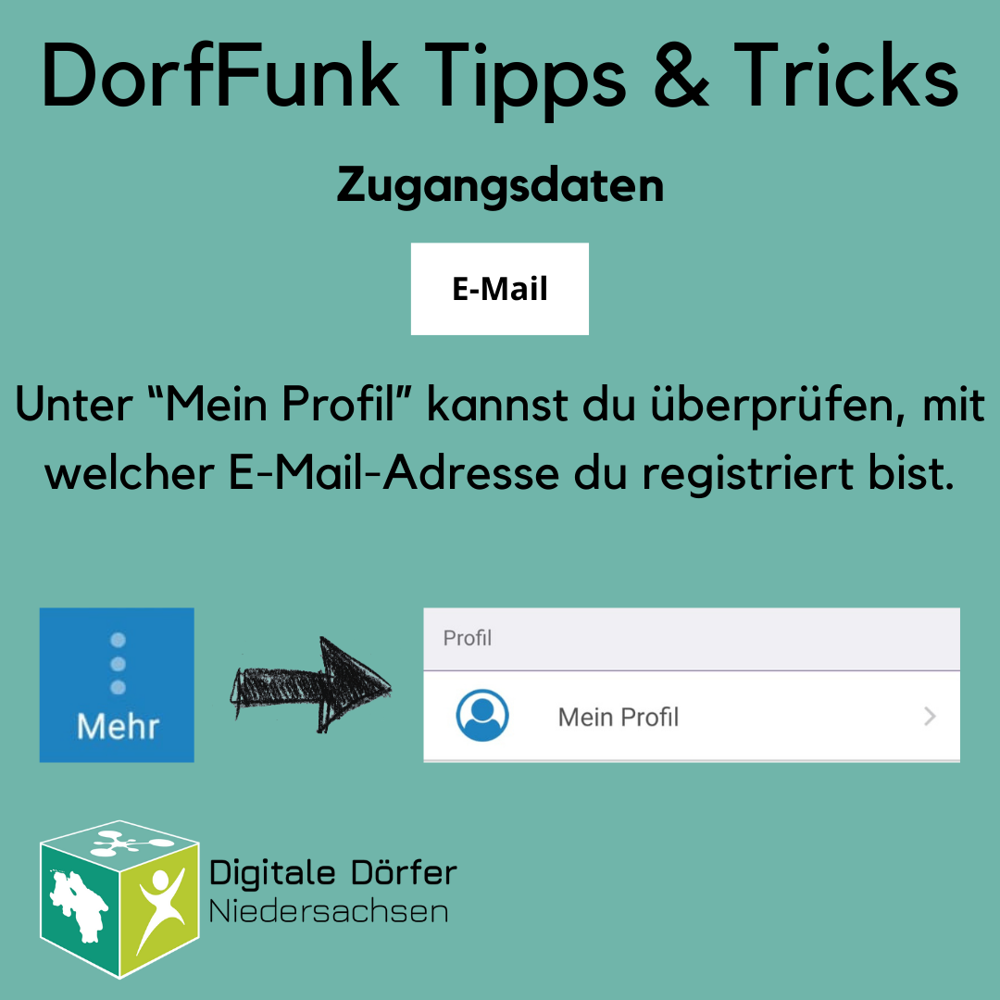 DorfFunk Tipps & Tricks
Zugangsdaten
E-Mail
Unter “Mein Profil” kannst du überprüfen, mit
welcher E-Mail-Adresse du registriert bist.
Mehr
Profil
Mein Profil
Digitale Dörfer
Niedersachsen